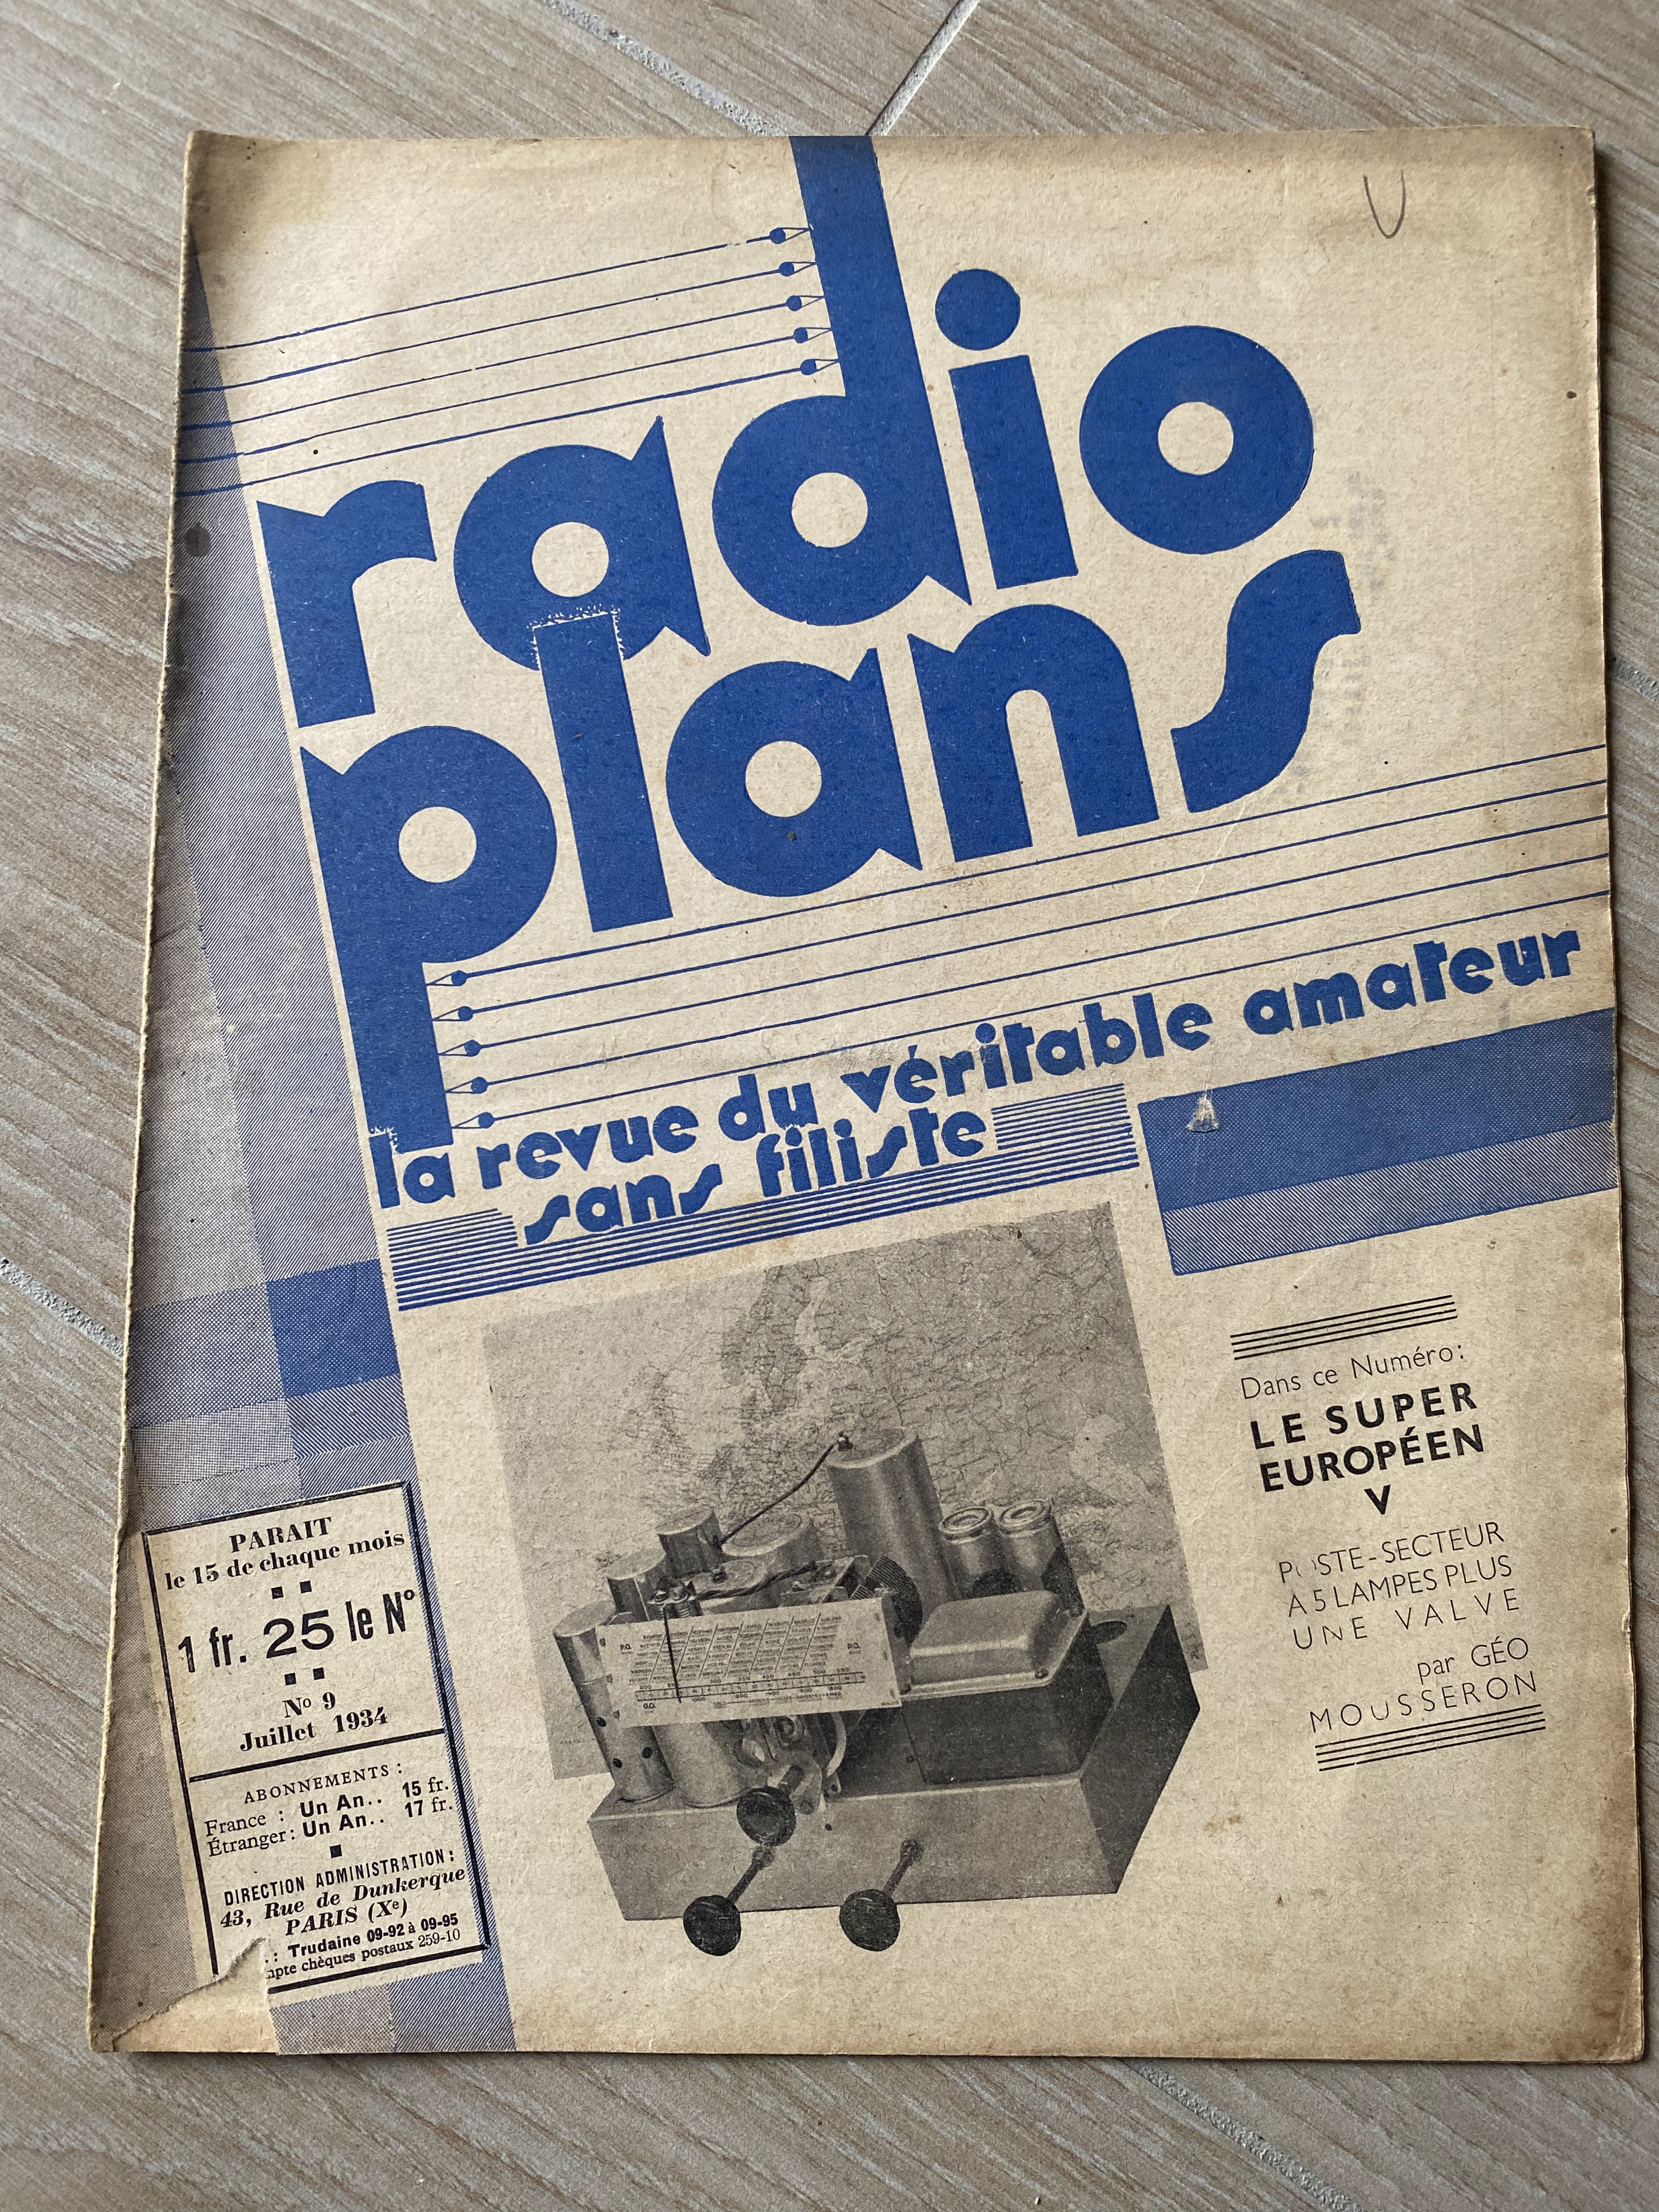 radio
plans
la revue du véritable amateur
sans filiste
Dans ce Numéro:
LE SUPER
EUROPÉEN
V
POSTE-SECTEUR
A 5 LAMPES PLUS
UNE VALVE
par GÉO
MOUSSERON
PARAIT
le 15 de chaque mois
1 fr. 25 le Nº
Nº 9
Juillet 1934
ABONNEMENTS :
France : Un An.. 15 fr.
Étranger : Un An.. 17 fr.
DIRECTION ADMINISTRATION :
43, Rue de Dunkerque
PARIS (Xe)
.: Trudaine 09-92 à 09-95
mpte chèques postaux 259-10
P.O.
P.O.
G.O.